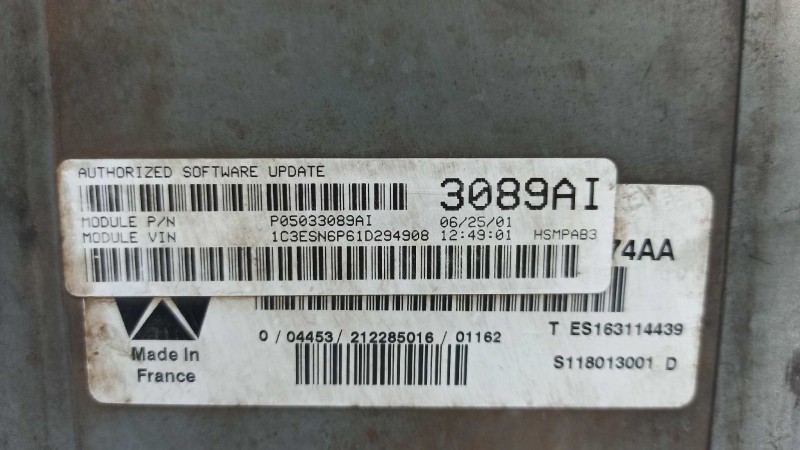 AUTHORIZED SOFTWARE UPDATE
3089AI
MODULE P/N P05033089AI 06/25/01
MODULE VIN 1C3ESN6P61D294908 12:49:01 HSMPAB3
74AA
T ES163114439
0 / 04453 / 212285016 / 01162
Made In
France
S118013001 D